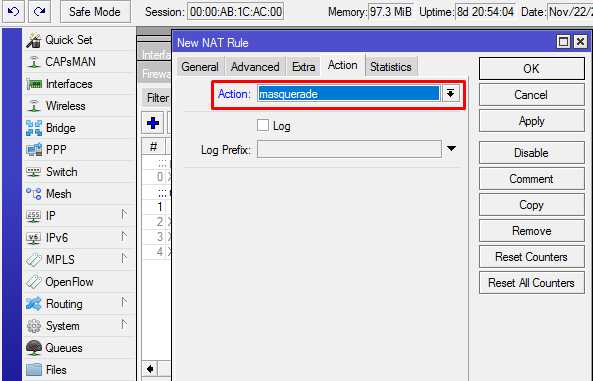 Safe Mode Session: 00:00:AB:1C:AC:00 Memory: 97.3 MiB Uptime: 8d 20:54:04 Date: Nov/22/2
Quick Set
CAPsMAN
Interfaces
Wireless
Bridge
PPP
Switch
Mesh
IP
IPv6
MPLS
OpenFlow
Routing
System
Queues
Files
Interfa
Firewa
Filter
#
::: r
0 X
::: r
1
2 X
3 X
4 X
New NAT Rule
General Advanced Extra Action Statistics
Action: masquerade
Log
Log Prefix:
OK
Cancel
Apply
Disable
Comment
Copy
Remove
Reset Counters
Reset All Counters